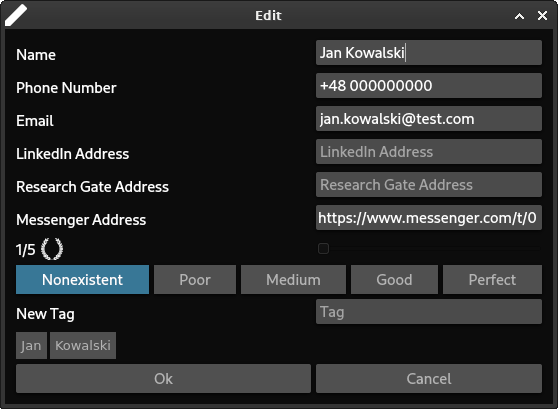 Edit
Name Jan Kowalski
Phone Number +48 000000000
Email jan.kowalski@test.com
LinkedIn Address LinkedIn Address
Research Gate Address Research Gate Address
Messenger Address https://www.messenger.com/t/0
1/5
Nonexistent Poor Medium Good Perfect
New Tag Tag
Jan Kowalski
Ok Cancel